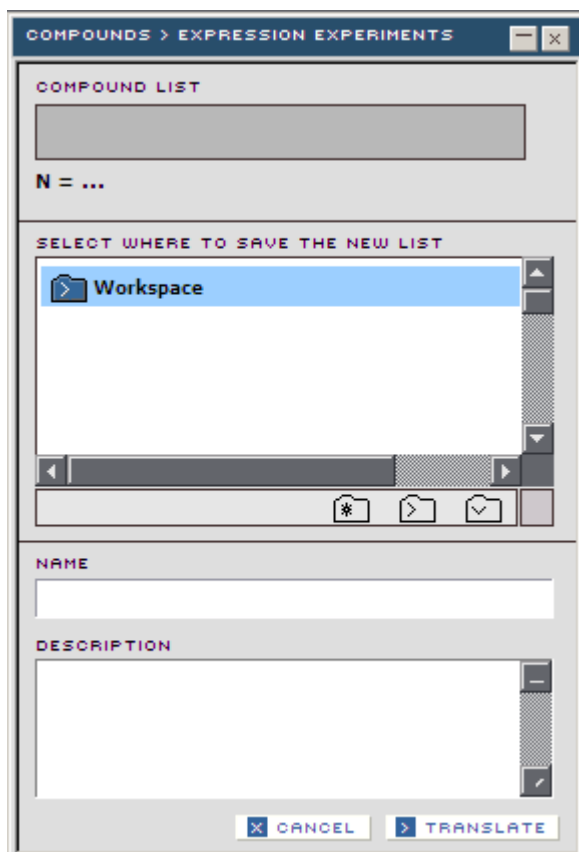 COMPOUNDS > EXPRESSION EXPERIMENTS
COMPOUND LIST
N = ...
SELECT WHERE TO SAVE THE NEW LIST
Workspace
NAME
DESCRIPTION
CANCEL
TRANSLATE